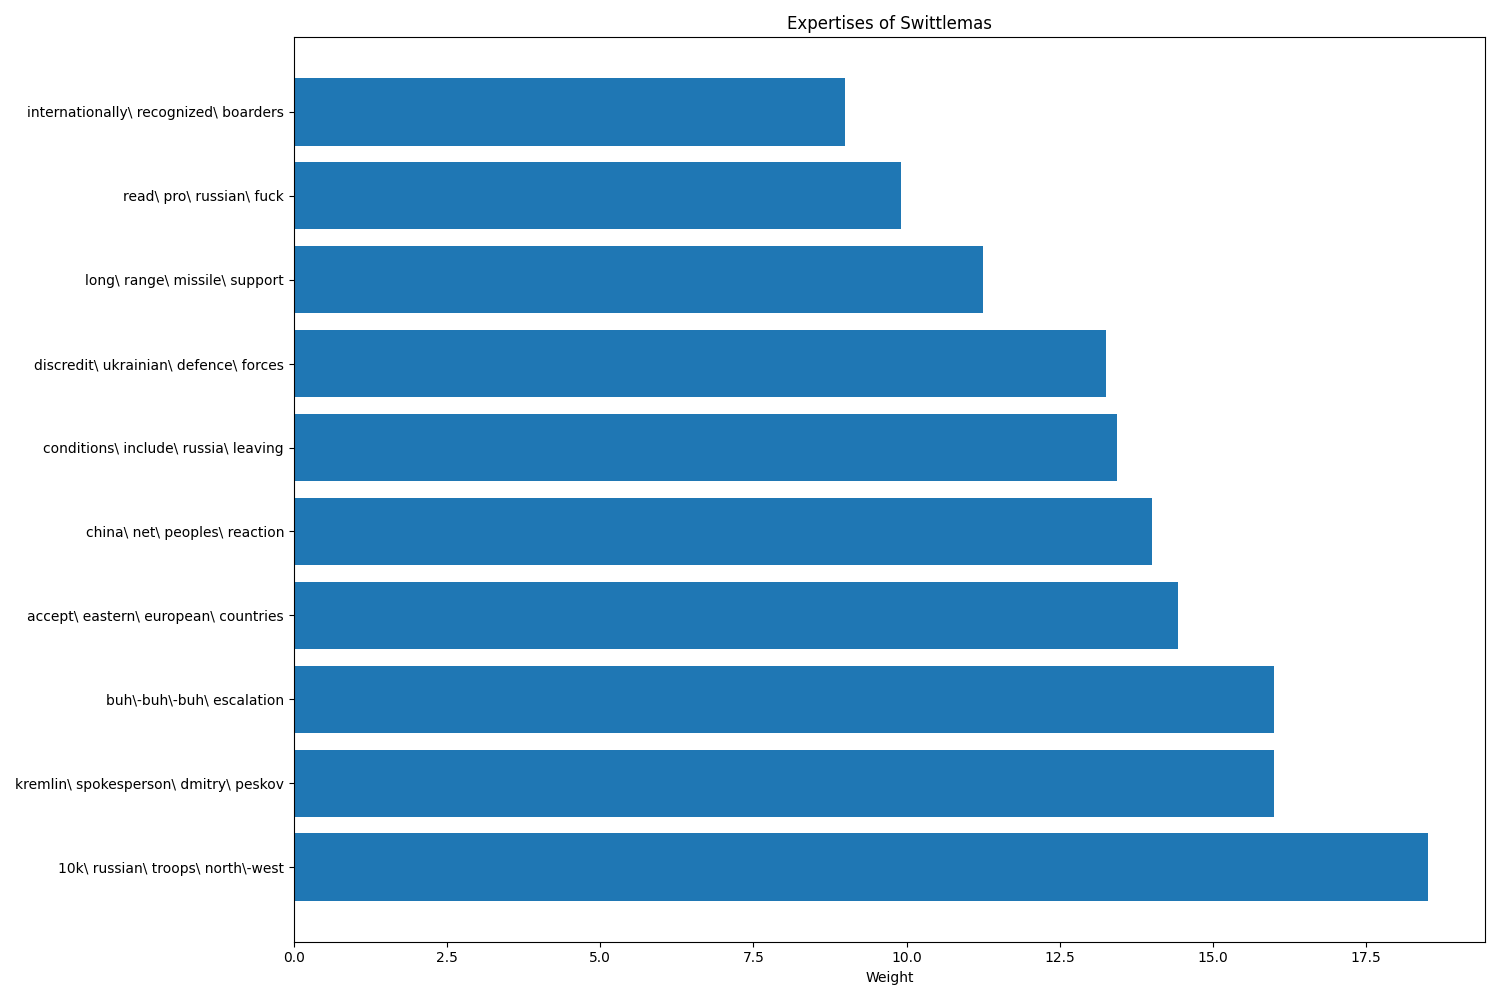 Expertises of Swittlemas
internationally\ recognized\ boarders
read\ pro\ russian\ fuck
long\ range\ missile\ support
discredit\ ukrainian\ defence\ forces
conditions\ include\ russia\ leaving
china\ net\ peoples\ reaction
accept\ eastern\ european\ countries
buh\-buh\-buh\ escalation
kremlin\ spokesperson\ dmitry\ peskov
10k\ russian\ troops\ north\-west
0.0 2.5 5.0 7.5 10.0 12.5 15.0 17.5
Weight